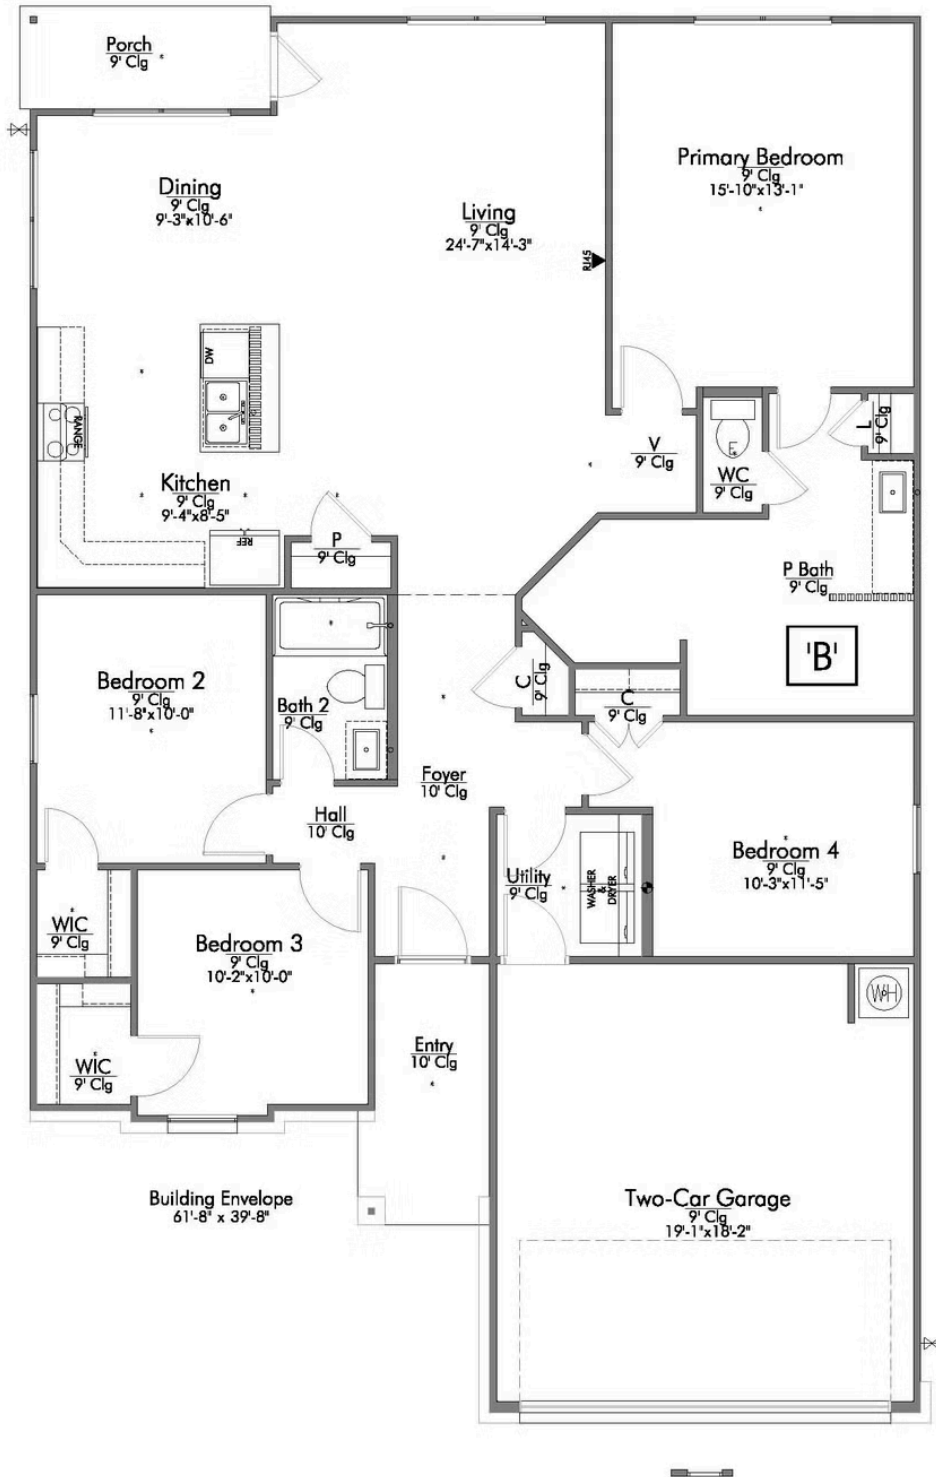 Porch
9' Clg
Dining
9' Clg
9'-3"x10'-6"
Living
9' Clg
24'-7"x14'-3"
RJ45
Primary Bedroom
9' Clg
15'-10"x13'-1"
DW
RANGE
Kitchen
9' Clg
9'-4"x8'-5"
REF
P
9' Clg
V
9' Clg
E
WC
9' Clg
L
9' Clg
P Bath
9' Clg
'B'
Bedroom 2
9' Clg
11'-8"x10'-0"
Bath 2
9' Clg
C
9' Clg
C
9' Clg
Foyer
10' Clg
Hall
10' Clg
Utility
9' Clg
WASHER
&
DRYER
Bedroom 4
9' Clg
10'-3"x11'-5"
WIC
9' Clg
Bedroom 3
9' Clg
10'-2"x10'-0"
WIC
9' Clg
Entry
10' Clg
WH
Building Envelope
61'-8" x 39'-8"
Two-Car Garage
9' Clg
19'-1"x18'-2"